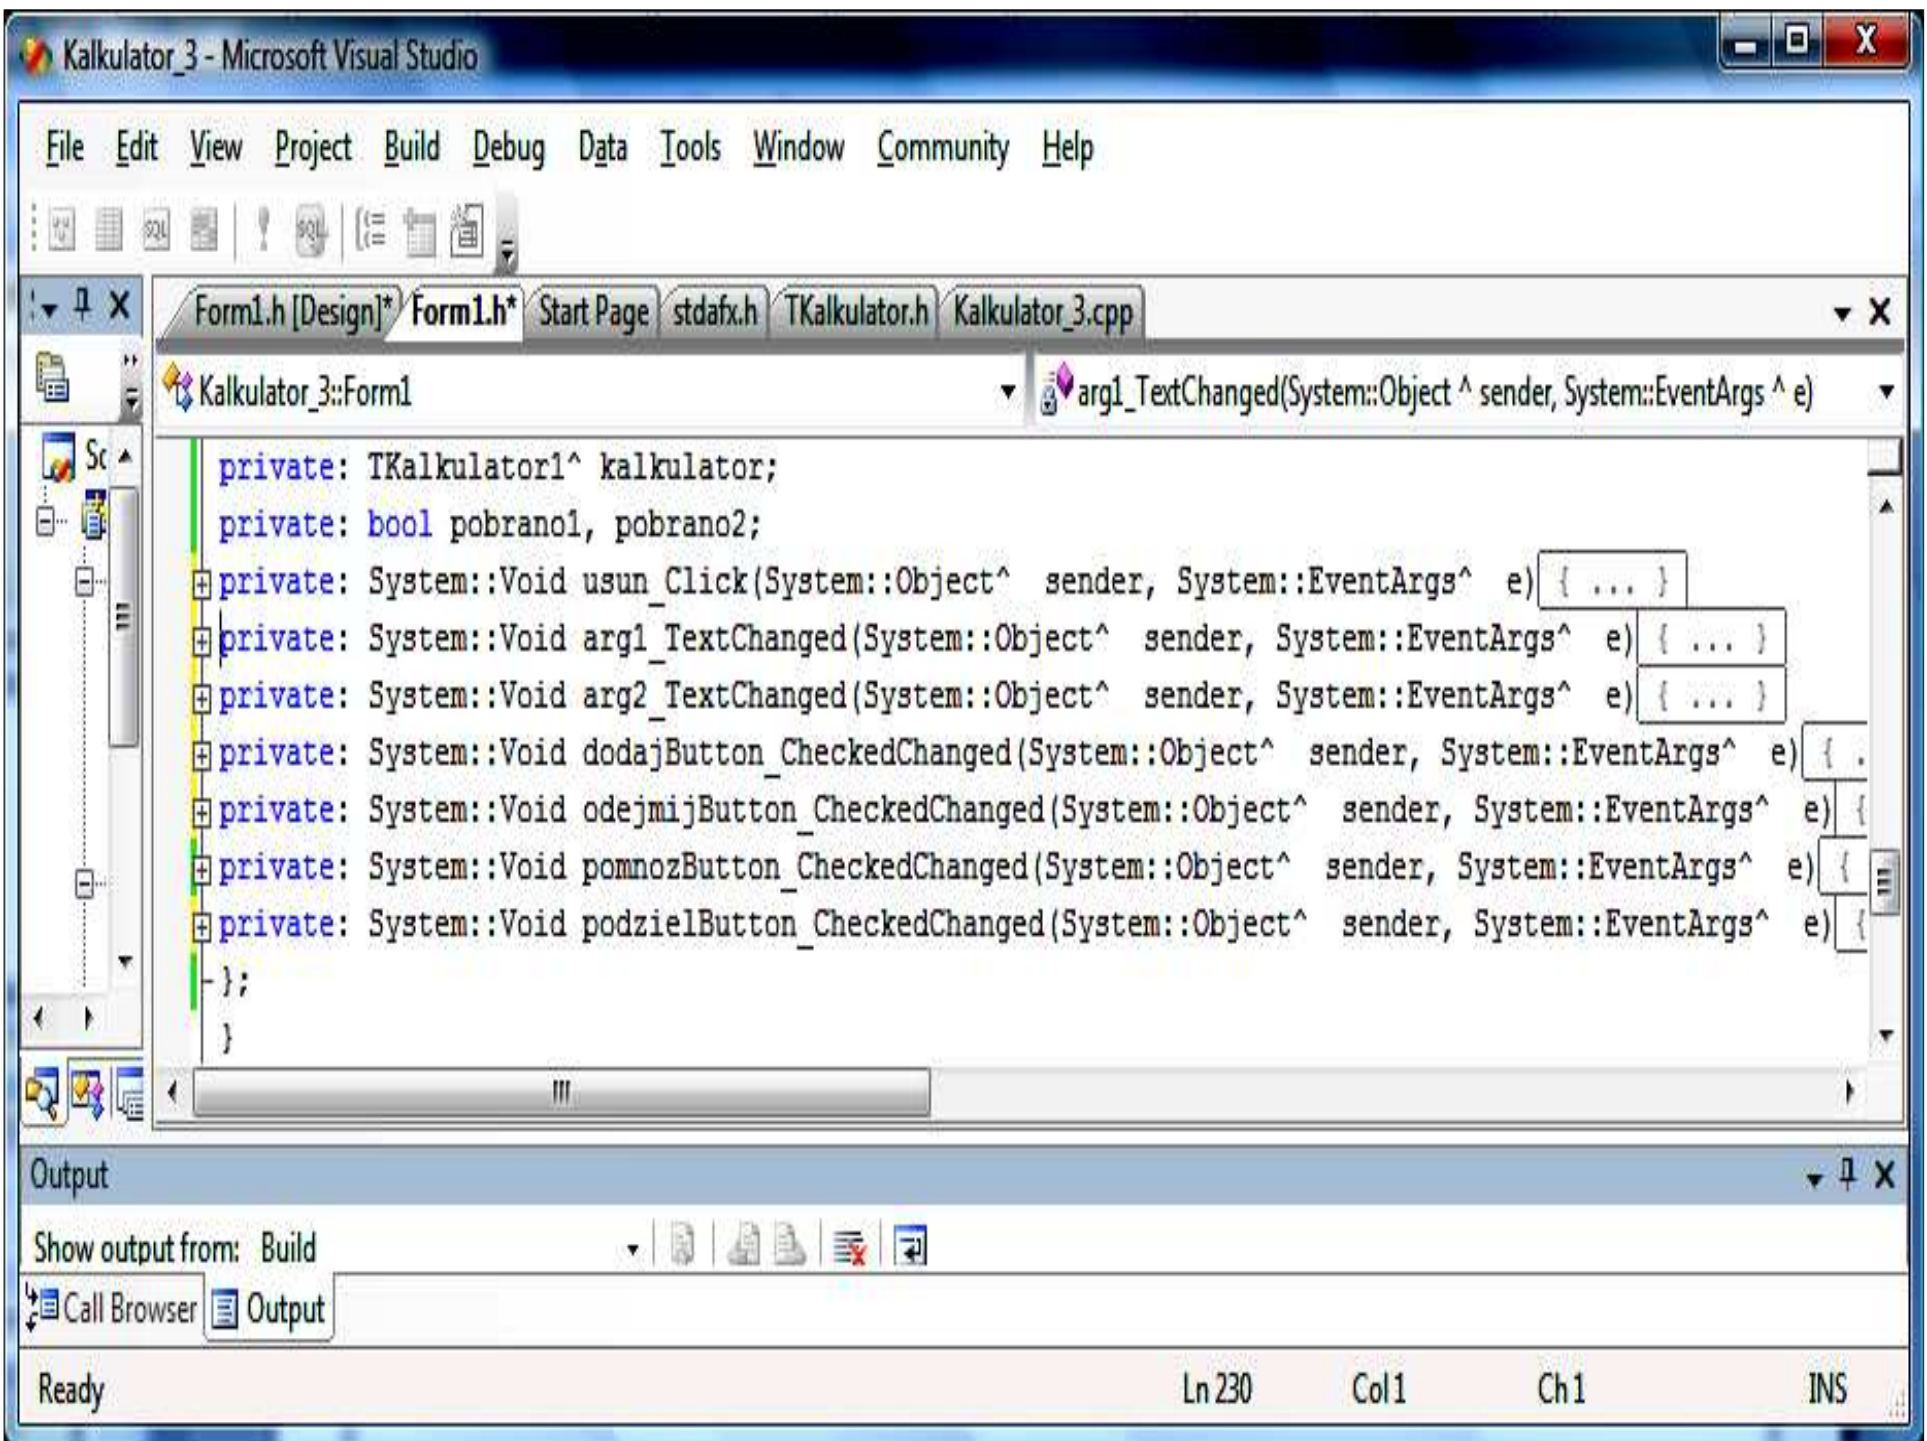 Kalkulator_3 - Microsoft Visual Studio
File Edit View Project Build Debug Data Tools Window Community Help
Form1.h [Design]* Form1.h* Start Page stdafx.h TKalkulator.h Kalkulator_3.cpp
Kalkulator_3::Form1 arg1_TextChanged(System::Object ^ sender, System::EventArgs ^ e)
private: TKalkulator1^ kalkulator;
private: bool pobrano1, pobrano2;
private: System::Void usun_Click(System::Object^  sender, System::EventArgs^  e){ ... }
private: System::Void arg1_TextChanged(System::Object^  sender, System::EventArgs^  e){ ... }
private: System::Void arg2_TextChanged(System::Object^  sender, System::EventArgs^  e){ ... }
private: System::Void dodajButton_CheckedChanged(System::Object^  sender, System::EventArgs^  e){ .
private: System::Void odejmijButton_CheckedChanged(System::Object^  sender, System::EventArgs^  e){
private: System::Void pomnozButton_CheckedChanged(System::Object^  sender, System::EventArgs^  e){
private: System::Void podzielButton_CheckedChanged(System::Object^  sender, System::EventArgs^  e){
};
}
Output
Show output from: Build
Call Browser Output
Ready Ln 230 Col 1 Ch 1 INS